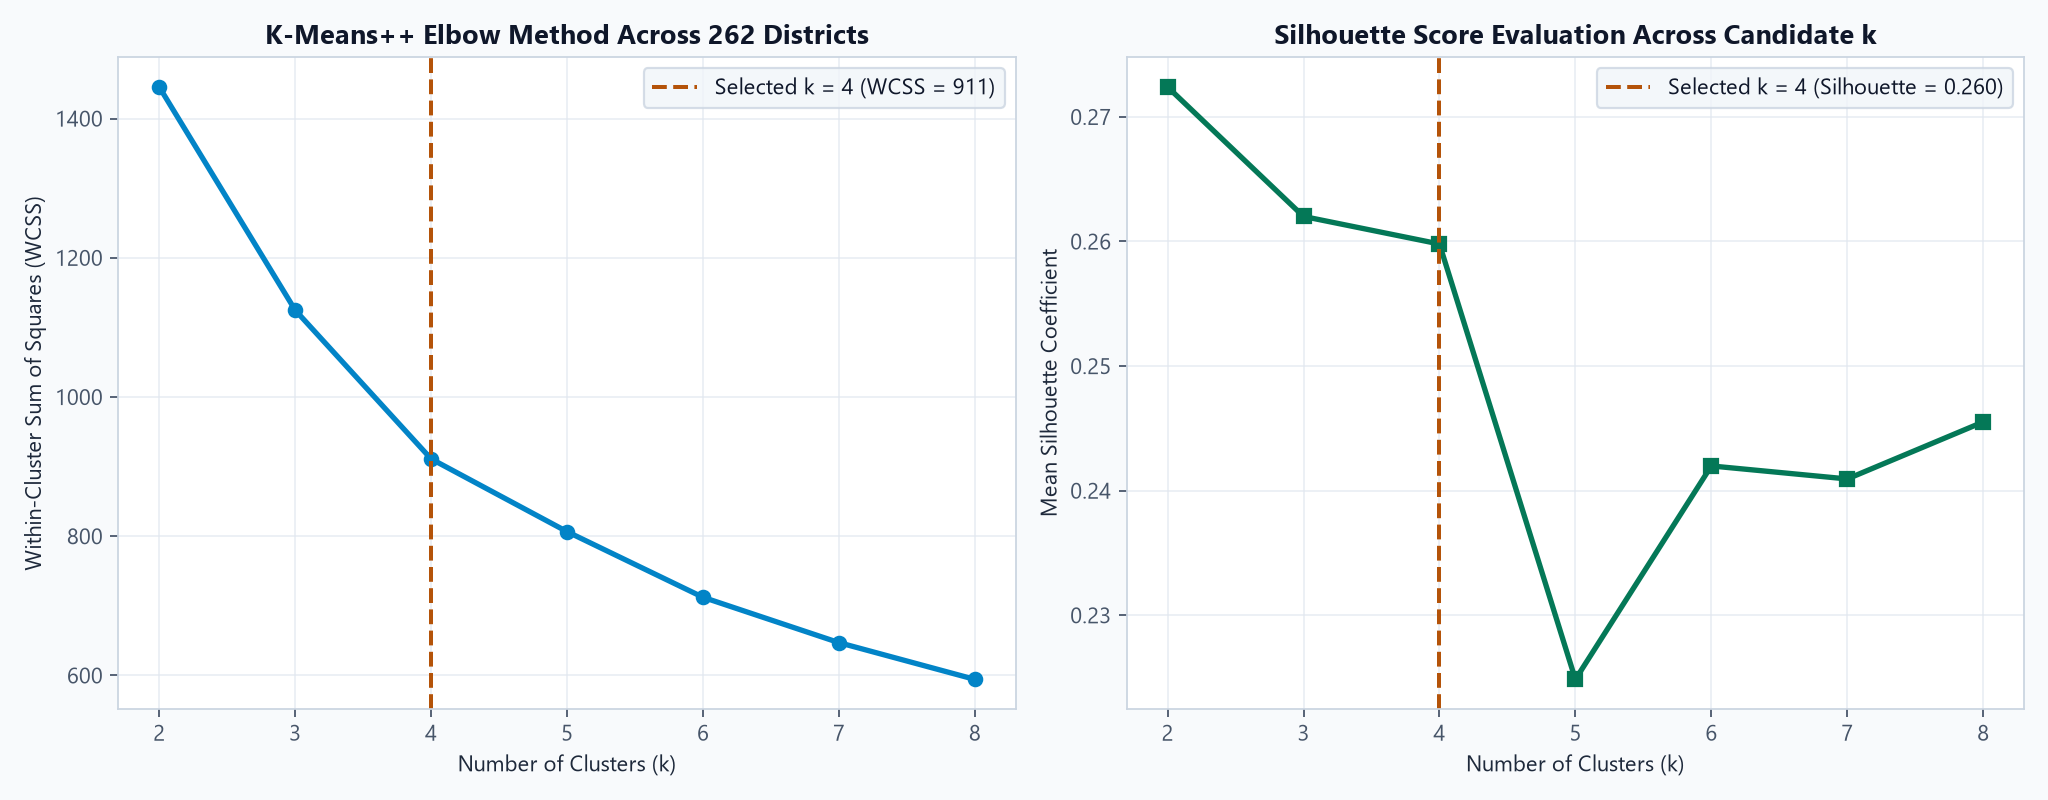 K-Means++ Elbow Method Across 262 Districts
Selected k = 4 (WCSS = 911)
Within-Cluster Sum of Squares (WCSS)
1400
1200
1000
800
600
2 3 4 5 6 7 8
Number of Clusters (k)
Silhouette Score Evaluation Across Candidate k
Selected k = 4 (Silhouette = 0.260)
Mean Silhouette Coefficient
0.27
0.26
0.25
0.24
0.23
2 3 4 5 6 7 8
Number of Clusters (k)